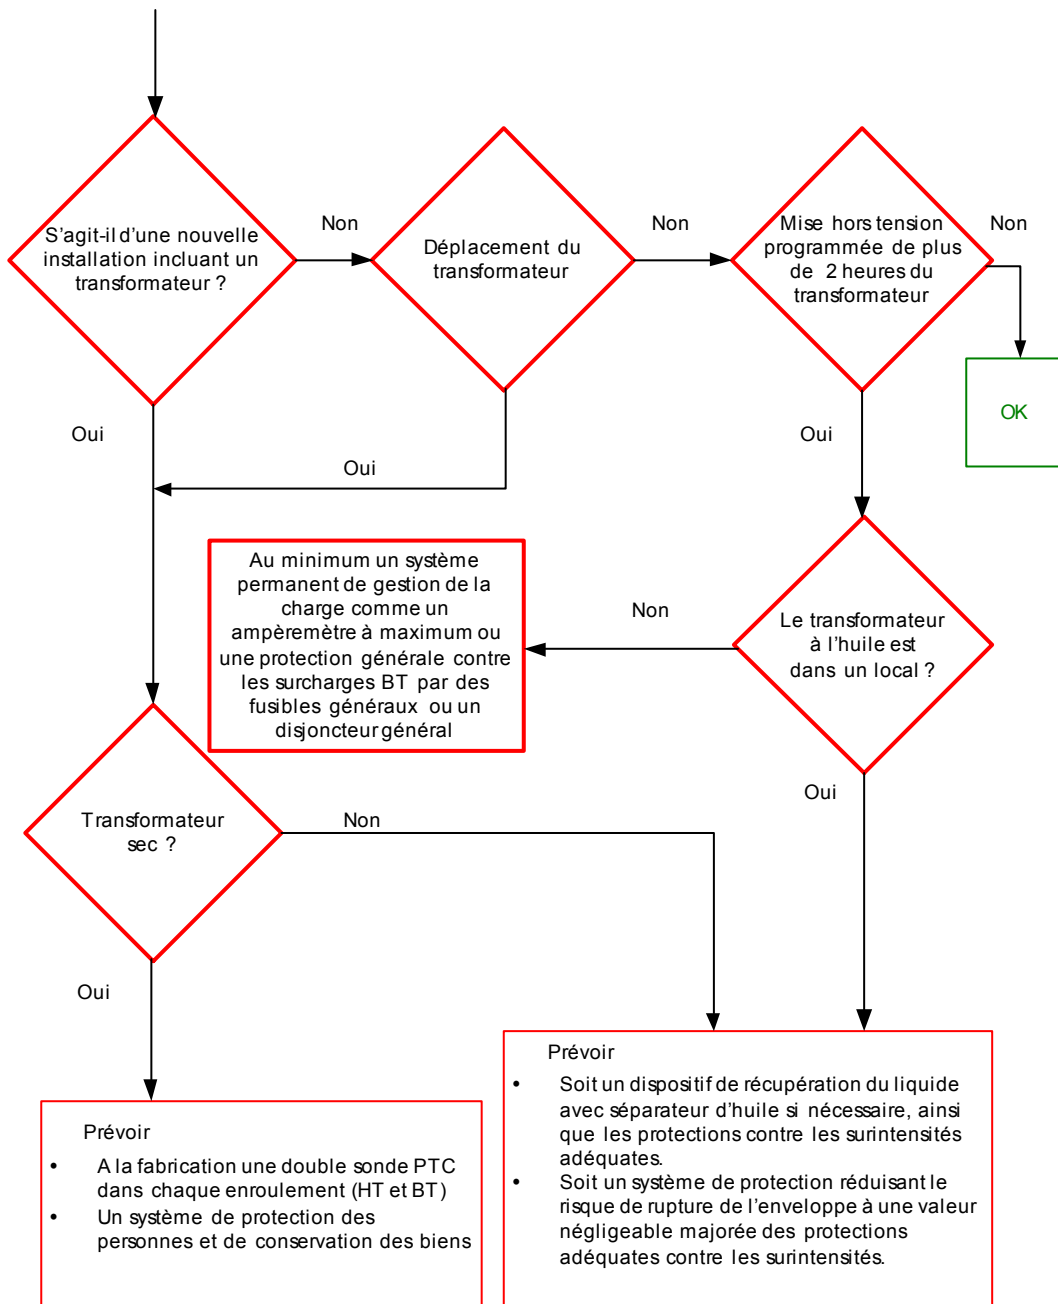 S'agit-il d'une nouvelle
installation incluant un
transformateur ?
Non
Déplacement du
transformateur
Non
Mise hors tension
programmée de plus
de 2 heures du
transformateur
Non
OK
Oui
Oui
Oui
Au minimum un système
permanent de gestion de la
charge comme un
ampèremètre à maximum ou
une protection générale contre
les surcharges BT par des
fusibles généraux ou un
disjoncteur général
Non
Le transformateur
à l'huile est
dans un local ?
Oui
Transformateur
sec ?
Non
Oui
Prévoir
• A la fabrication une double sonde PTC
dans chaque enroulement (HT et BT)
• Un système de protection des
personnes et de conservation des biens
Prévoir
• Soit un dispositif de récupération du liquide
avec séparateur d'huile si nécessaire, ainsi
que les protections contre les surintensités
adéquates.
• Soit un système de protection réduisant le
risque de rupture de l'enveloppe à une valeur
négligeable majorée des protections
adéquates contre les surintensités.